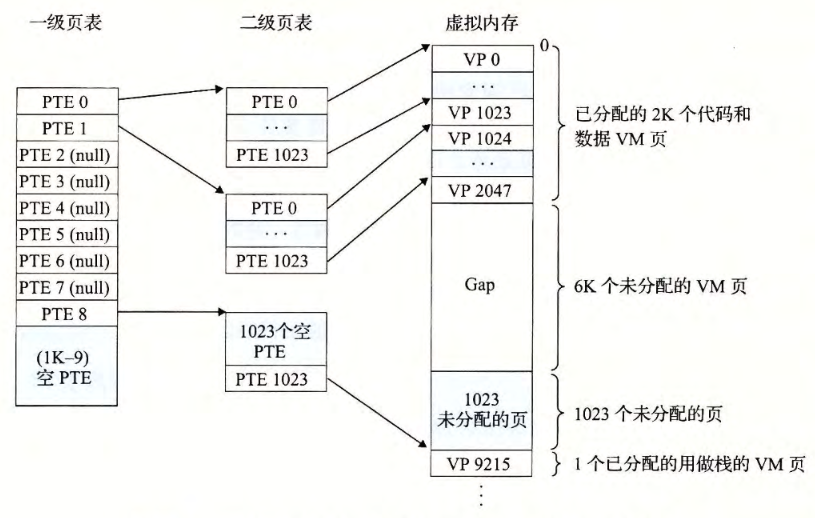 一级页表
二级页表
虚拟内存
PTE 0
PTE 1
PTE 2 (null)
PTE 3 (null)
PTE 4 (null)
PTE 5 (null)
PTE 6 (null)
PTE 7 (null)
PTE 8
(1K–9)
空 PTE
PTE 0
···
PTE 1023
PTE 0
···
PTE 1023
1023个空
PTE
PTE 1023
0
VP 0
···
VP 1023
VP 1024
···
VP 2047
Gap
1023
未分配的页
VP 9215
⋮
已分配的 2K 个代码和
数据 VM 页
6K 个未分配的 VM 页
1023 个未分配的页
1 个已分配的用做栈的 VM 页